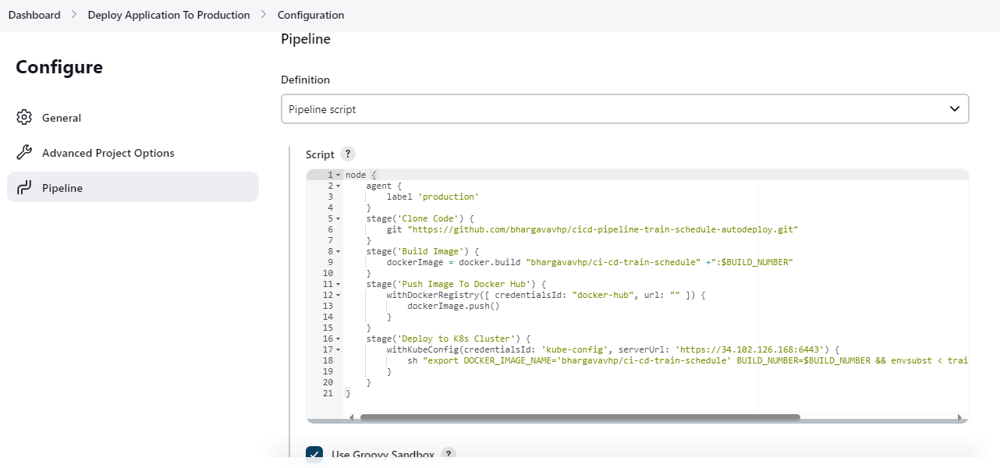 Dashboard > Deploy Application To Production > Configuration
Pipeline
Configure
General
Advanced Project Options
Pipeline
Definition
Pipeline script
Script ?
1 node {
2 agent {
3 label 'production'
4 }
5 stage('Clone Code') {
6 git "https://github.com/bhargavavhp/cicd-pipeline-train-schedule-autodeploy.git"
7 }
8 stage('Build Image') {
9 dockerImage = docker.build "bhargavavhp/ci-cd-train-schedule" +":$BUILD_NUMBER"
10 }
11 stage('Push Image To Docker Hub') {
12 withDockerRegistry([ credentialsId: "docker-hub", url: "" ]) {
13 dockerImage.push()
14 }
15 }
16 stage('Deploy to K8s Cluster') {
17 withKubeConfig(credentialsId: 'kube-config', serverUrl: 'https://34.102.126.168:6443') {
18 sh "export DOCKER_IMAGE_NAME='bhargavavhp/ci-cd-train-schedule' BUILD_NUMBER=$BUILD_NUMBER && envsubst < trai
19 }
20 }
21 }
Use Groovy Sandbox ?